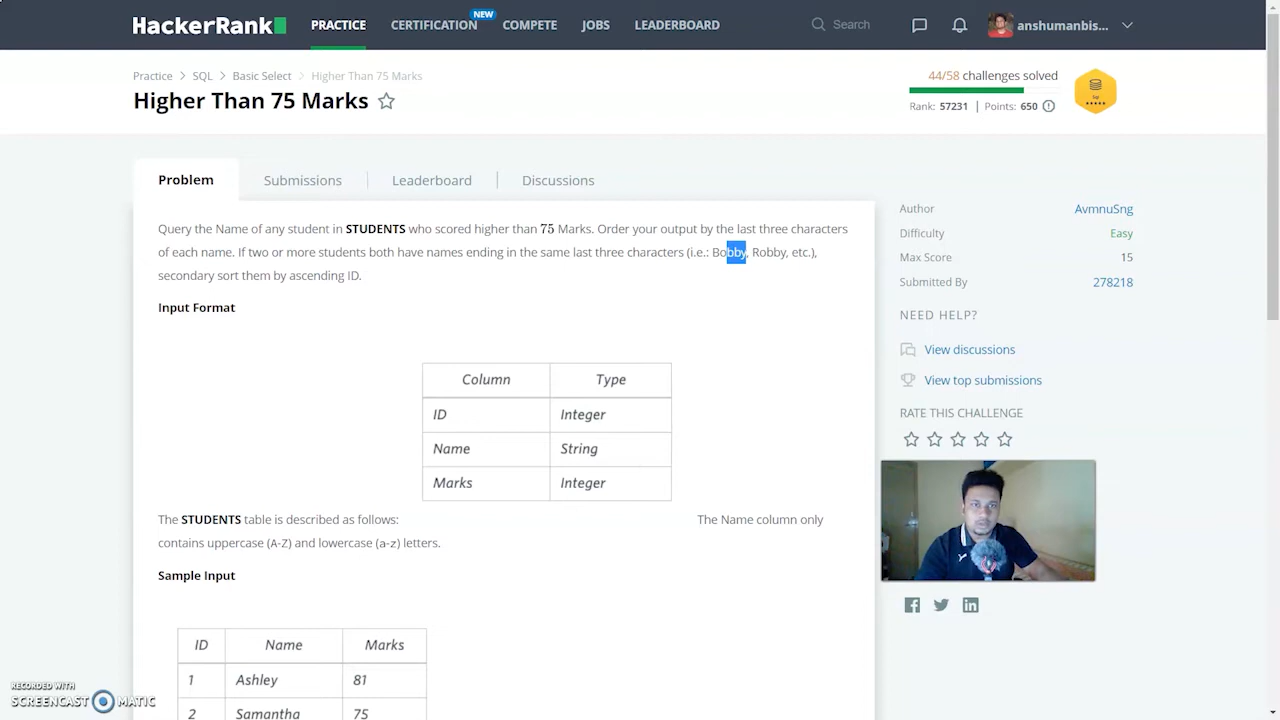 HackerRank PRACTICE CERTIFICATION NEW COMPETE JOBS LEADERBOARD Search anshumanbis...
Practice > SQL > Basic Select > Higher Than 75 Marks
Higher Than 75 Marks
44/58 challenges solved
Rank: 57231 | Points: 650
Sql
Problem Submissions Leaderboard Discussions
Query the Name of any student in STUDENTS who scored higher than 75 Marks. Order your output by the last three characters
of each name. If two or more students both have names ending in the same last three characters (i.e.: Bobby, Robby, etc.),
secondary sort them by ascending ID.
Input Format
Column Type
ID Integer
Name String
Marks Integer
The STUDENTS table is described as follows: The Name column only
contains uppercase (A-Z) and lowercase (a-z) letters.
Sample Input
ID Name Marks
1 Ashley 81
2 Samantha 75
Author AvmnuSng
Difficulty Easy
Max Score 15
Submitted By 278218
NEED HELP?
View discussions
View top submissions
RATE THIS CHALLENGE
RECORDED WITH
SCREENCAST MATIC